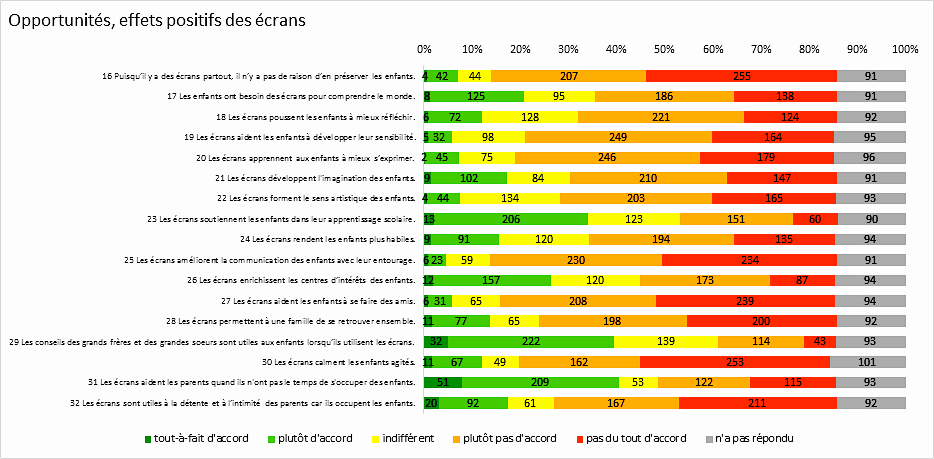 Opportunités, effets positifs des écrans
0% 10% 20% 30% 40% 50% 60% 70% 80% 90% 100%
16 Puisqu'il y a des écrans partout, il n'y a pas de raison d'en préserver les enfants. 4 42 44 207 255 91
17 Les enfants ont besoin des écrans pour comprendre le monde. 8 125 95 186 138 91
18 Les écrans poussent les enfants à mieux réfléchir. 6 72 128 221 124 92
19 Les écrans aident les enfants à développer leur sensibilité. 5 32 98 249 164 95
20 Les écrans apprennent aux enfants à mieux s'exprimer. 2 45 75 246 179 96
21 Les écrans développent l'imagination des enfants. 9 102 84 210 147 91
22 Les écrans forment le sens artistique des enfants. 4 44 134 203 165 93
23 Les écrans soutiennent les enfants dans leur apprentissage scolaire. 13 206 123 151 60 90
24 Les écrans rendent les enfants plus habiles. 9 91 120 194 135 94
25 Les écrans améliorent la communication des enfants avec leur entourage. 6 23 59 230 234 91
26 Les écrans enrichissent les centres d'intérêts des enfants. 12 157 120 173 87 94
27 Les écrans aident les enfants à se faire des amis. 6 31 65 208 239 94
28 Les écrans permettent à une famille de se retrouver ensemble. 11 77 65 198 200 92
29 Les conseils des grands frères et des grandes soeurs sont utiles aux enfants lorsqu'ils utilisent les écrans. 32 222 139 114 43 93
30 Les écrans calment les enfants agités. 11 67 49 162 253 101
31 Les écrans aident les parents quand ils n'ont pas le temps de s'occuper des enfants. 51 209 53 122 115 93
32 Les écrans sont utiles à la détente et à l'intimité des parents car ils occupent les enfants. 20 92 61 167 211 92
tout-à-fait d'accord plutôt d'accord indifférent plutôt pas d'accord pas du tout d'accord n'a pas répondu